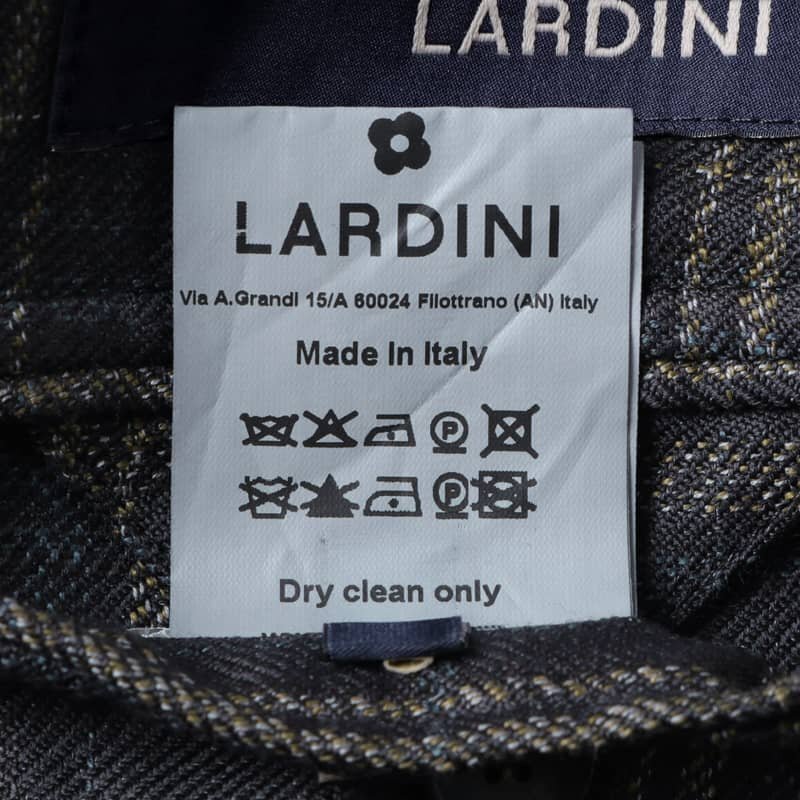 LARDINI
LARDINI
Via A.Grandi 15/A 60024 Filottrano (AN) Italy
Made In Italy
P
P
Dry clean only